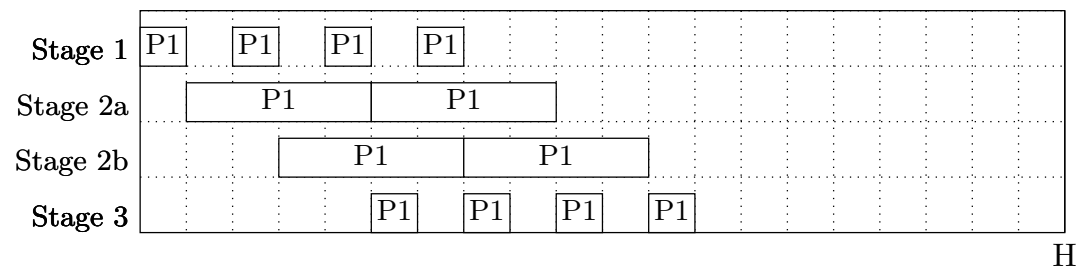 Stage 1 P1 P1 P1 P1
Stage 2a P1 P1
Stage 2b P1 P1
Stage 3 P1 P1 P1 P1
H